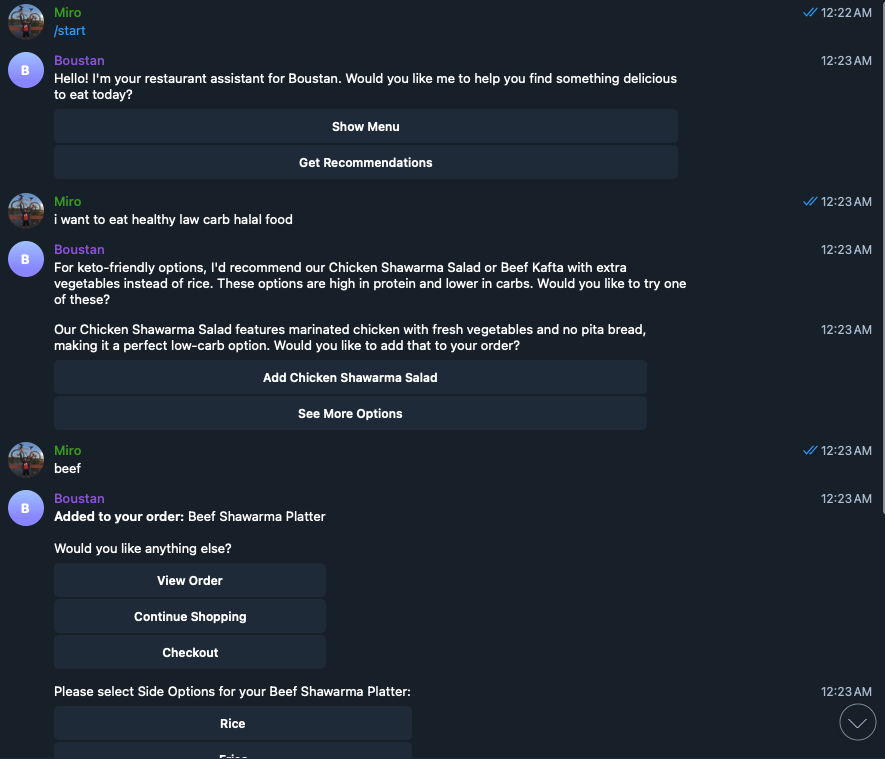 Miro
12:22 AM
/start
B
Boustan
12:23 AM
Hello! I'm your restaurant assistant for Boustan. Would you like me to help you find something delicious
to eat today?
Show Menu
Get Recommendations
Miro
12:23 AM
i want to eat healthy law carb halal food
B
Boustan
12:23 AM
For keto-friendly options, I'd recommend our Chicken Shawarma Salad or Beef Kafta with extra
vegetables instead of rice. These options are high in protein and lower in carbs. Would you like to try one
of these?
Our Chicken Shawarma Salad features marinated chicken with fresh vegetables and no pita bread,
12:23 AM
making it a perfect low-carb option. Would you like to add that to your order?
Add Chicken Shawarma Salad
See More Options
Miro
12:23 AM
beef
B
Boustan
12:23 AM
Added to your order: Beef Shawarma Platter
Would you like anything else?
View Order
Continue Shopping
Checkout
Please select Side Options for your Beef Shawarma Platter:
12:23 AM
Rice